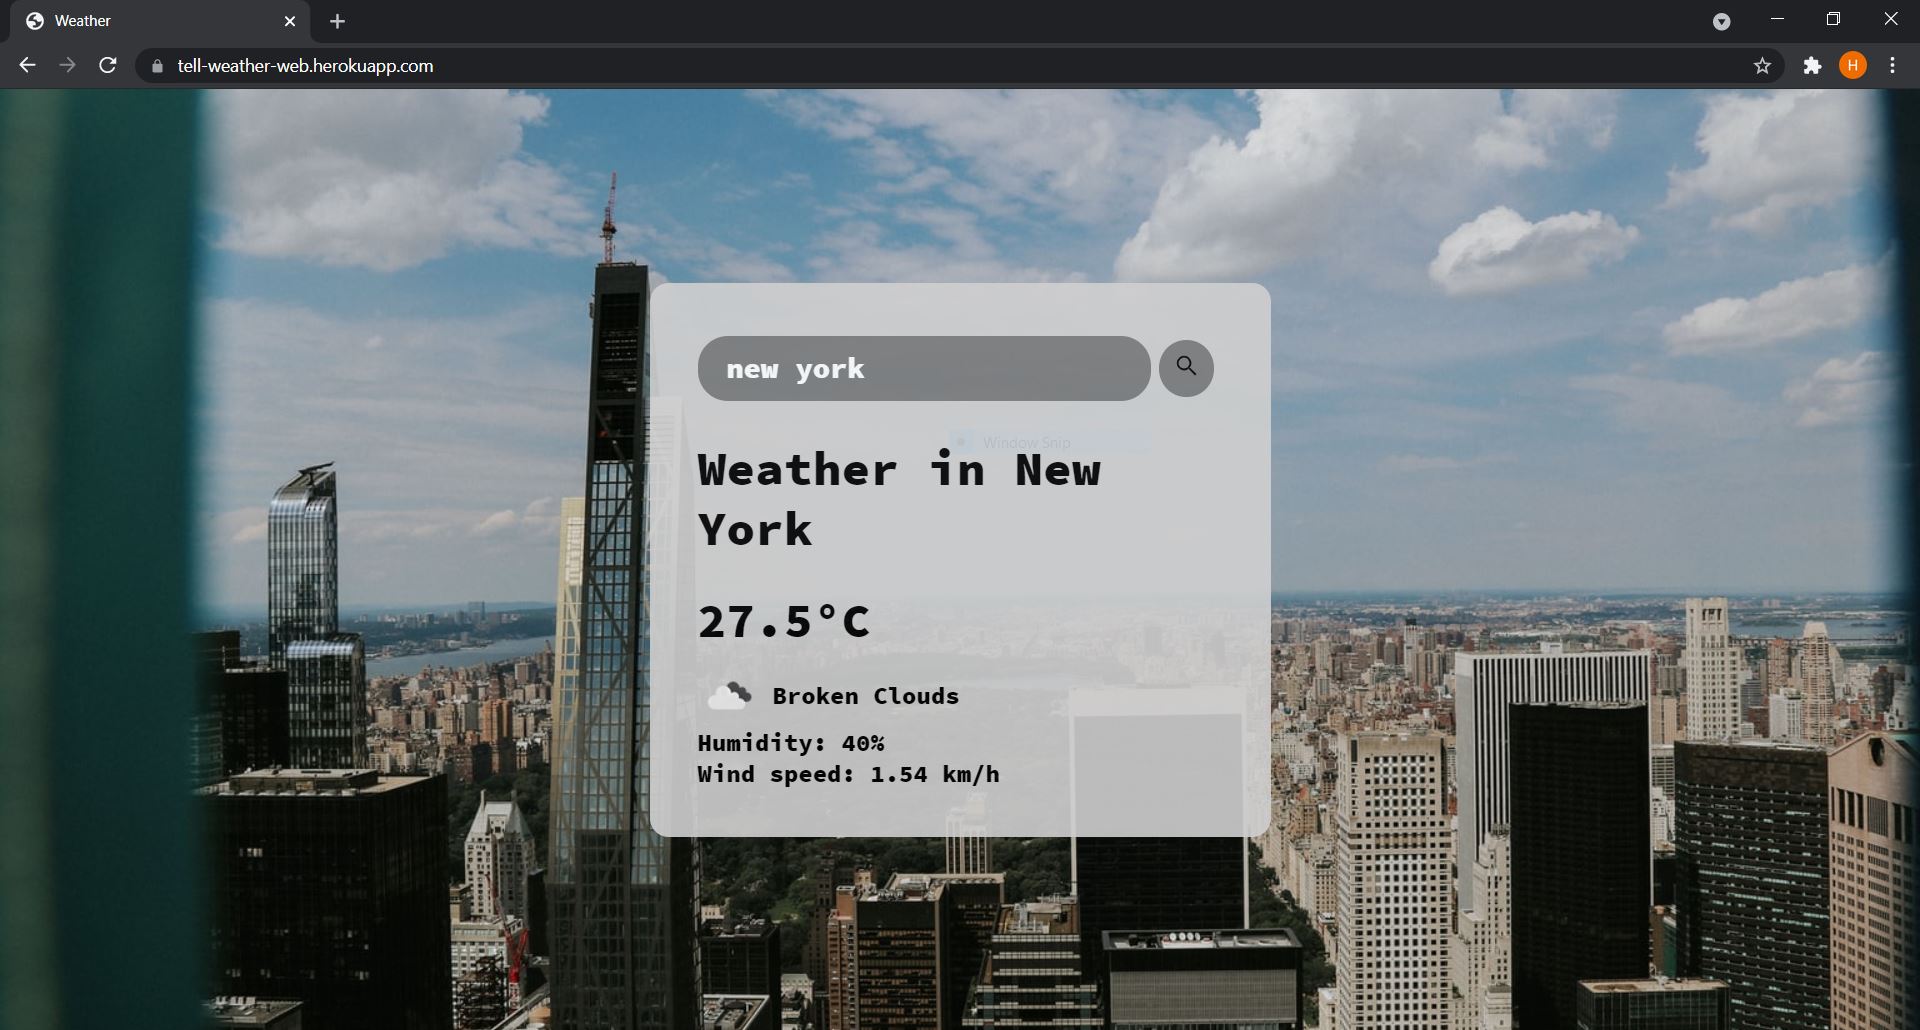 Weather
tell-weather-web.herokuapp.com
H
new york
Window Snip
Weather in New
York
27.5°C
Broken Clouds
Humidity: 40%
Wind speed: 1.54 km/h